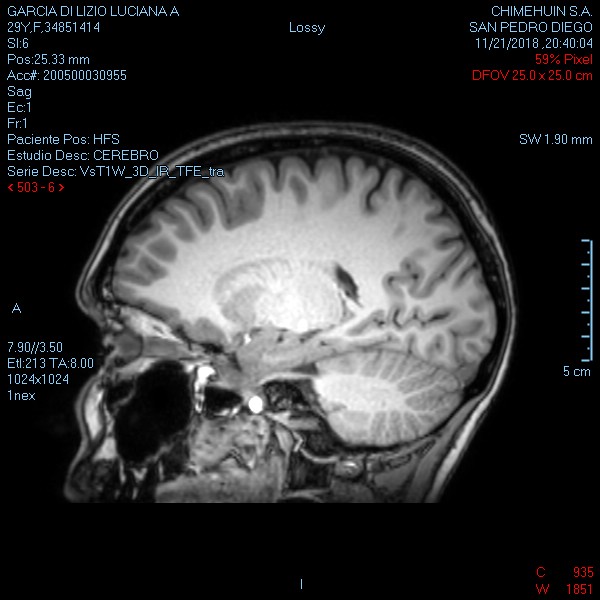 GARCIA DI LIZIO LUCIANA A
29Y,F,34851414
Sl:6
Pos:25.33 mm
Acc#: 200500030955
Sag
Ec:1
Fr:1
Paciente Pos: HFS
Estudio Desc: CEREBRO
Serie Desc: VsT1W_3D_IR_TFE_tra
< 503 - 6 >
Lossy
CHIMEHUIN S.A.
SAN PEDRO DIEGO
11/21/2018 ,20:40:04
59% Pixel
DFOV 25.0 x 25.0 cm
SW 1.90 mm
A
7.90//3.50
Etl:213 TA:8.00
1024x1024
1nex
5 cm
I
C 935
W 1851